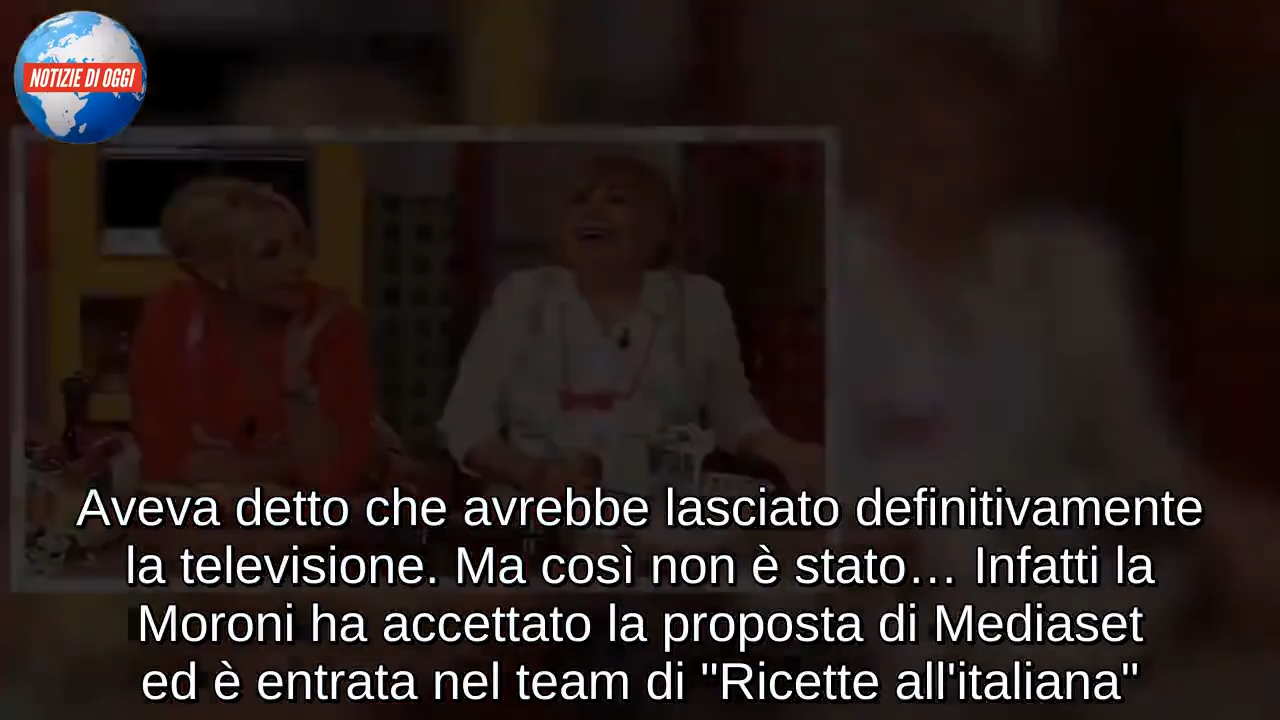 NOTIZIE DI OGGI
Aveva detto che avrebbe lasciato definitivamente
la televisione. Ma così non è stato… Infatti la
Moroni ha accettato la proposta di Mediaset
ed è entrata nel team di "Ricette all'italiana"